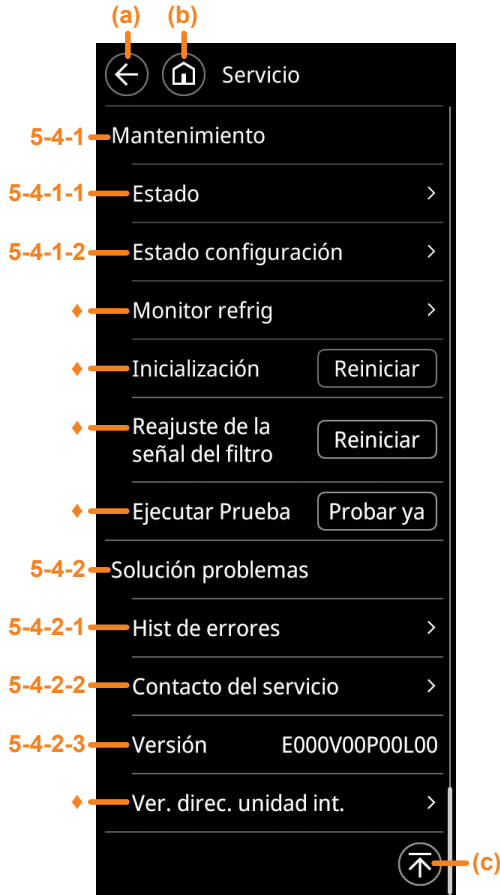 (a) (b)
Servicio
5-4-1 Mantenimiento
5-4-1-1 Estado
5-4-1-2 Estado configuración
♦ Monitor refrig
♦ Inicialización Reiniciar
♦ Reajuste de la
señal del filtro Reiniciar
♦ Ejecutar Prueba Probar ya
5-4-2 Solución problemas
5-4-2-1 Hist de errores
5-4-2-2 Contacto del servicio
5-4-2-3 Versión E000V00P00L00
♦ Ver. direc. unidad int.
(c)